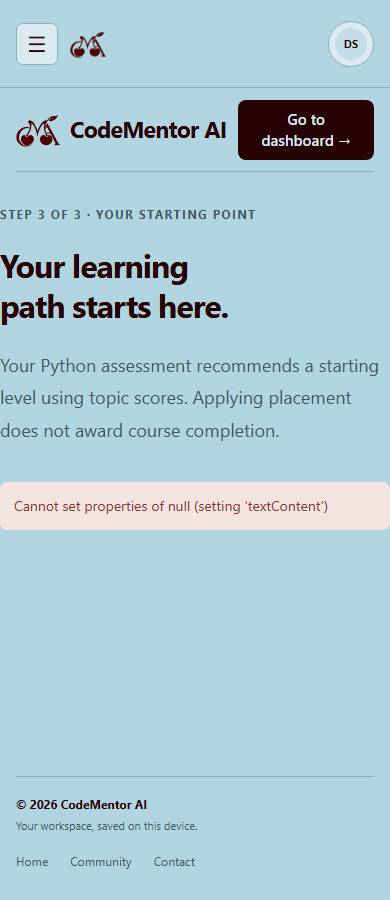 ☰
DS
CodeMentor AI
Go to
dashboard →
STEP 3 OF 3 · YOUR STARTING POINT
Your learning
path starts here.
Your Python assessment recommends a starting
level using topic scores. Applying placement
does not award course completion.
Cannot set properties of null (setting 'textContent')
© 2026 CodeMentor AI
Your workspace, saved on this device.
Home Community Contact